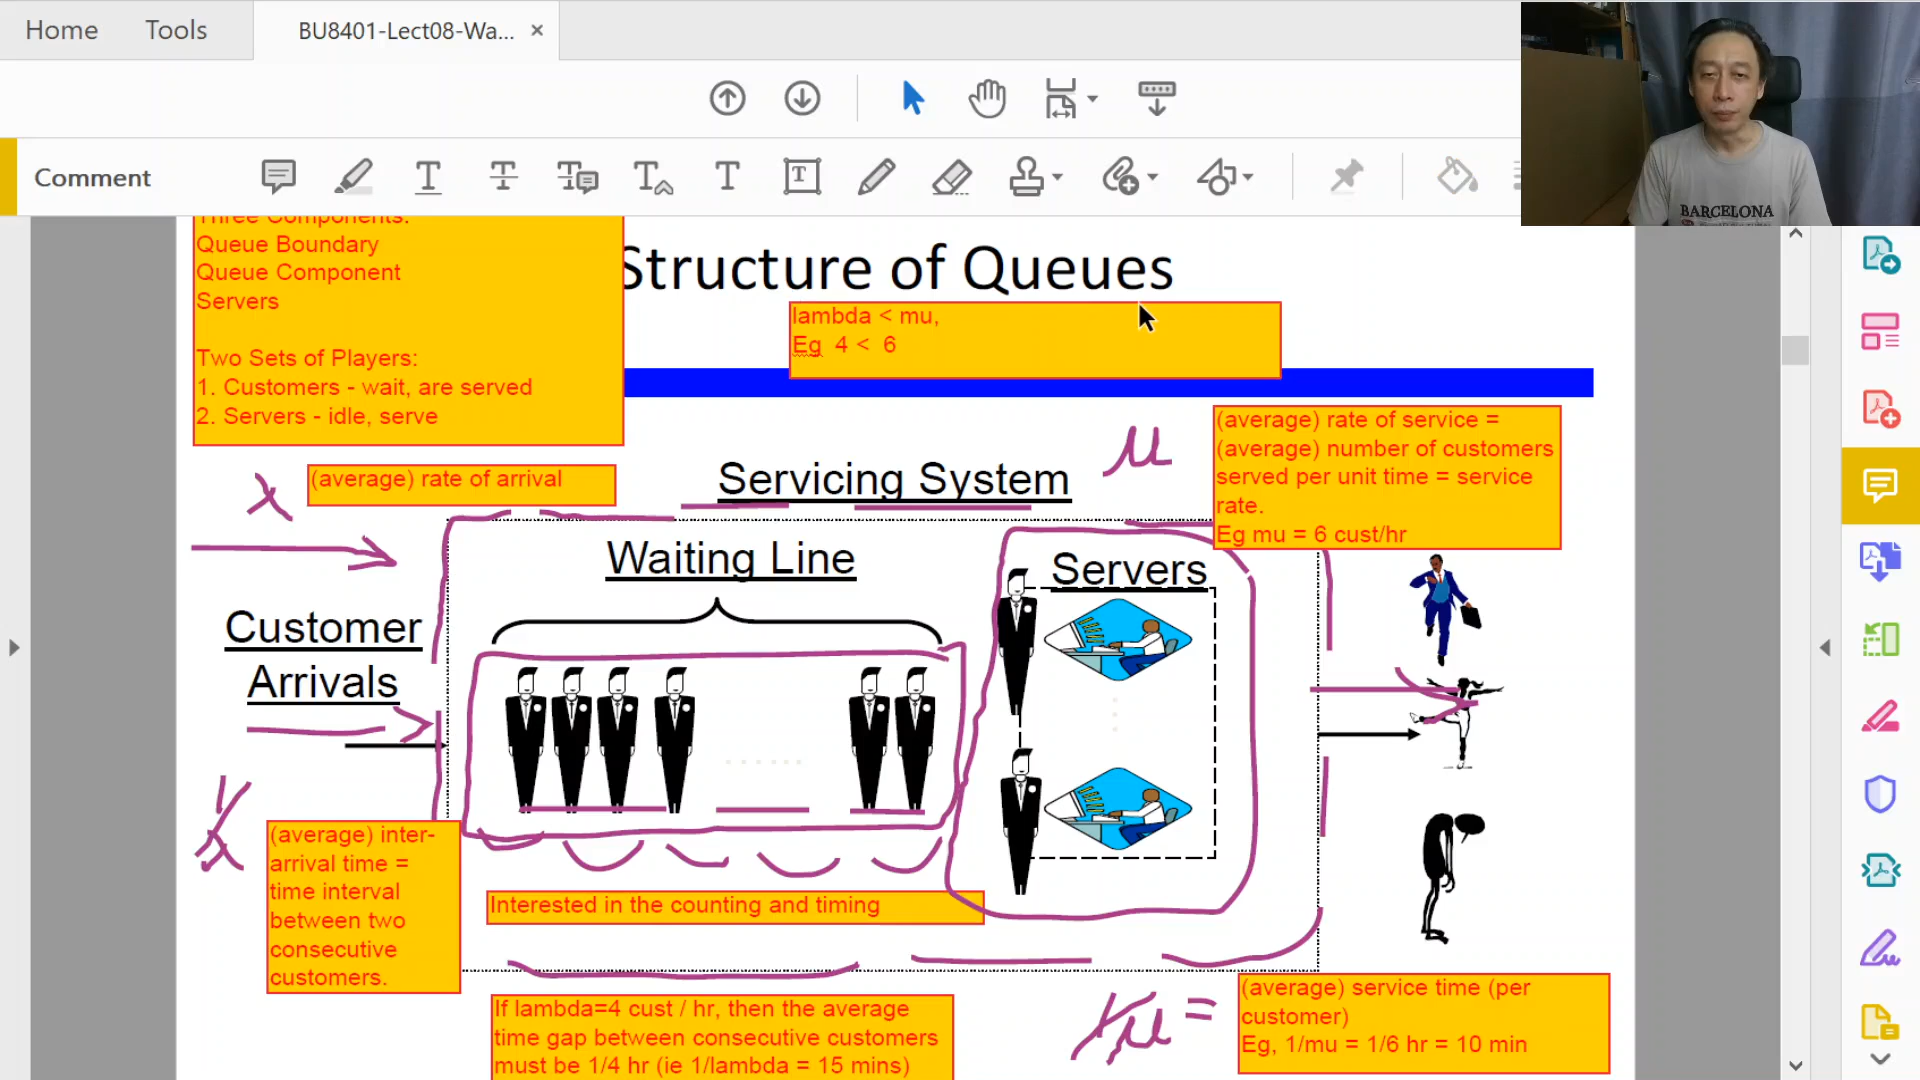 Home
Tools
BU8401-Lect08-Wa...
Comment
BARCELONA
Three Components:
Queue Boundary
Queue Component
Servers
Two Sets of Players:
1. Customers - wait, are served
2. Servers - idle, serve
Structure of Queues
lambda < mu,
Eg 4 < 6
λ
(average) rate of arrival
Servicing System
μ
(average) rate of service =
(average) number of customers
served per unit time = service
rate.
Eg mu = 6 cust/hr
Waiting Line
Servers
Customer
Arrivals
1/λ
(average) inter-
arrival time =
time interval
between two
consecutive
customers.
Interested in the counting and timing
If lambda=4 cust / hr, then the average
time gap between consecutive customers
must be 1/4 hr (ie 1/lambda = 15 mins)
1/μ =
(average) service time (per
customer)
Eg, 1/mu = 1/6 hr = 10 min